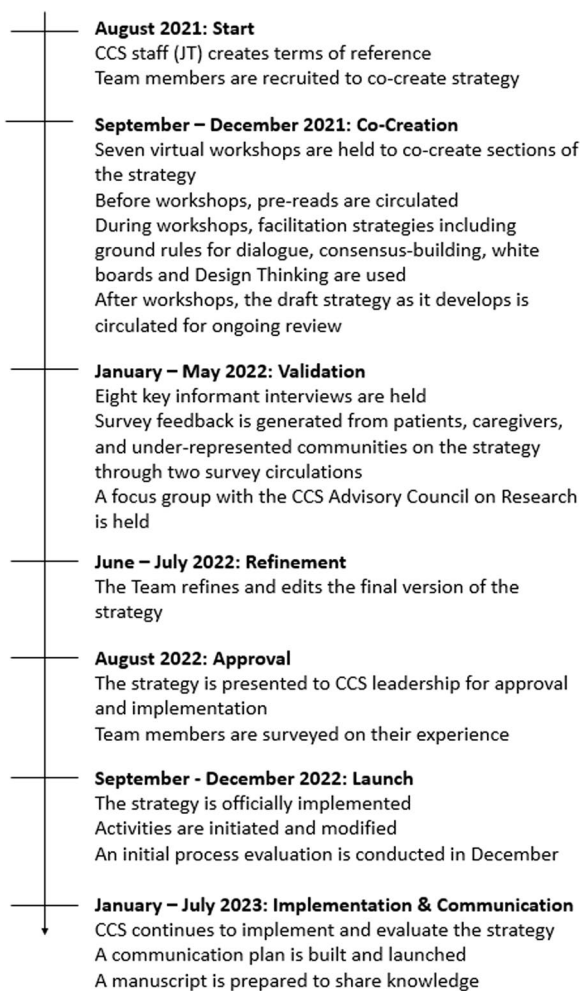 August 2021: Start
CCS staff (JT) creates terms of reference
Team members are recruited to co-create strategy
September – December 2021: Co-Creation
Seven virtual workshops are held to co-create sections of
the strategy
Before workshops, pre-reads are circulated
During workshops, facilitation strategies including
ground rules for dialogue, consensus-building, white
boards and Design Thinking are used
After workshops, the draft strategy as it develops is
circulated for ongoing review
January – May 2022: Validation
Eight key informant interviews are held
Survey feedback is generated from patients, caregivers,
and under-represented communities on the strategy
through two survey circulations
A focus group with the CCS Advisory Council on Research
is held
June – July 2022: Refinement
The Team refines and edits the final version of the
strategy
August 2022: Approval
The strategy is presented to CCS leadership for approval
and implementation
Team members are surveyed on their experience
September - December 2022: Launch
The strategy is officially implemented
Activities are initiated and modified
An initial process evaluation is conducted in December
January – July 2023: Implementation & Communication
CCS continues to implement and evaluate the strategy
A communication plan is built and launched
A manuscript is prepared to share knowledge